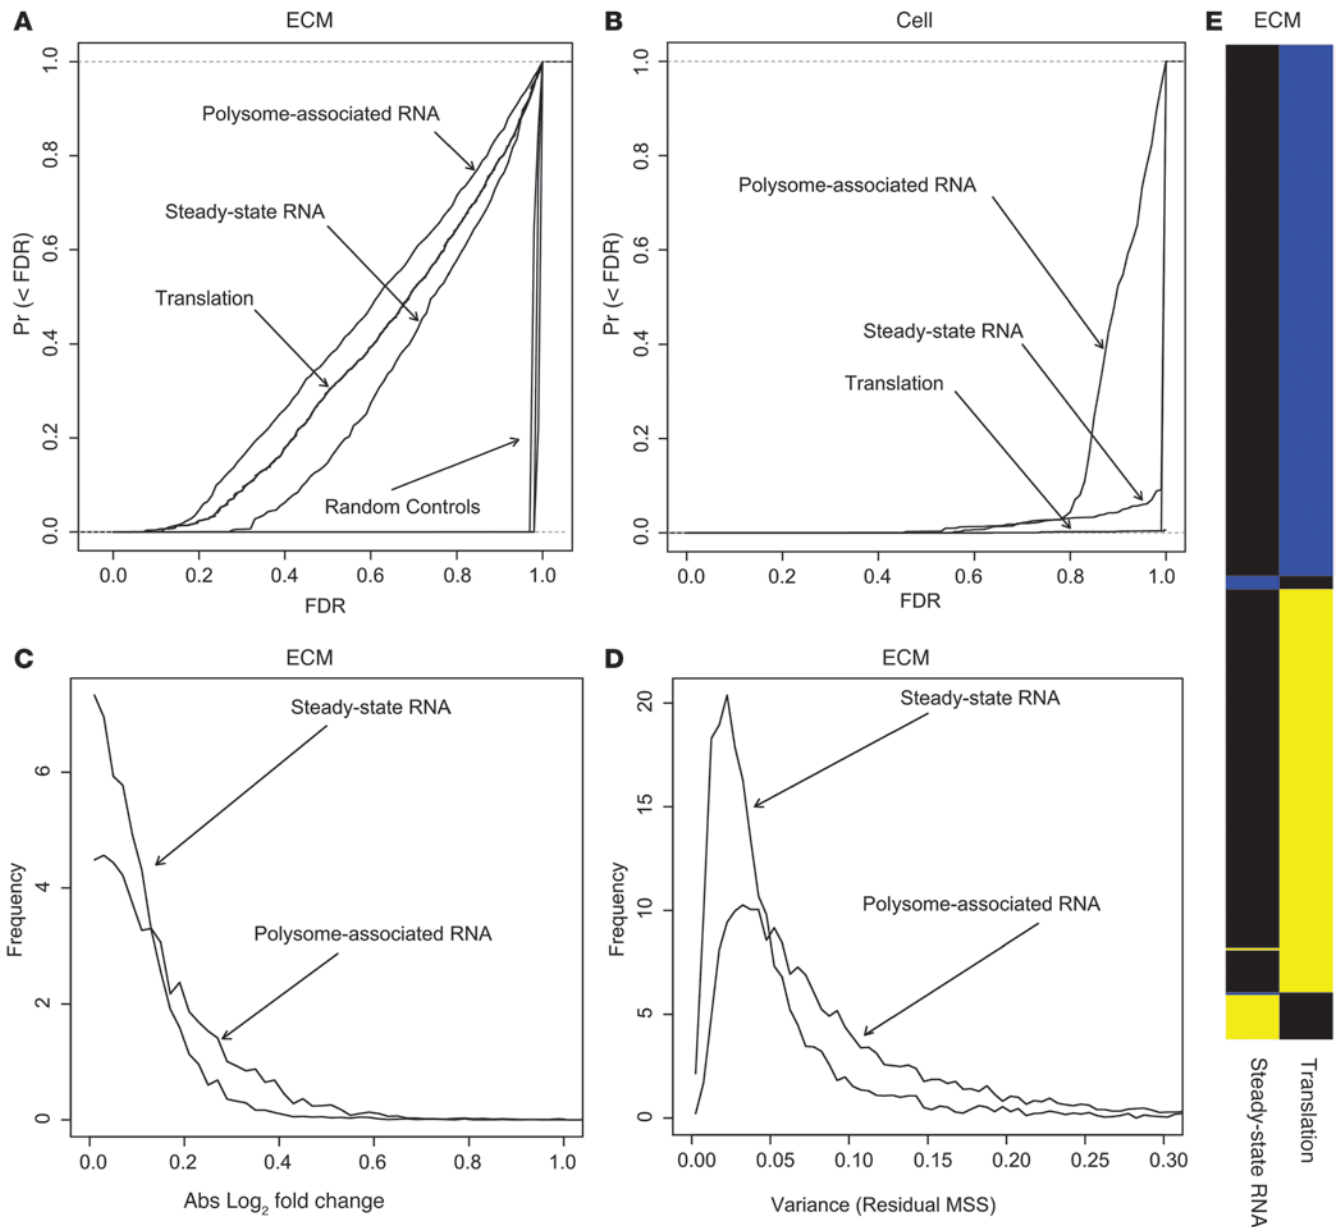 A
ECM
Pr (< FDR)
1.0
0.8
0.6
0.4
0.2
0.0
Polysome-associated RNA
Steady-state RNA
Translation
Random Controls
0.0 0.2 0.4 0.6 0.8 1.0
FDR
B
Cell
Pr (< FDR)
1.0
0.8
0.6
0.4
0.2
0.0
Polysome-associated RNA
Steady-state RNA
Translation
0.0 0.2 0.4 0.6 0.8 1.0
FDR
C
ECM
Frequency
6
4
2
0
Steady-state RNA
Polysome-associated RNA
0.0 0.2 0.4 0.6 0.8 1.0
Abs Log2 fold change
D
ECM
Frequency
20
15
10
5
0
Steady-state RNA
Polysome-associated RNA
0.00 0.05 0.10 0.15 0.20 0.25 0.30
Variance (Residual MSS)
E
ECM
Steady-state RNA
Translation